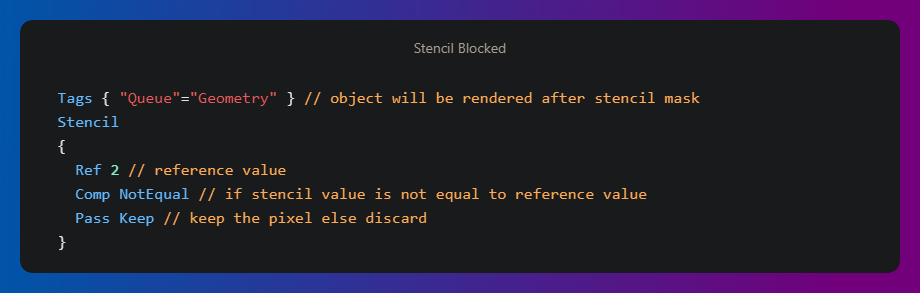 Stencil Blocked
Tags { "Queue"="Geometry" } // object will be rendered after stencil mask
Stencil
{
  Ref 2 // reference value
  Comp NotEqual // if stencil value is not equal to reference value
  Pass Keep // keep the pixel else discard
}